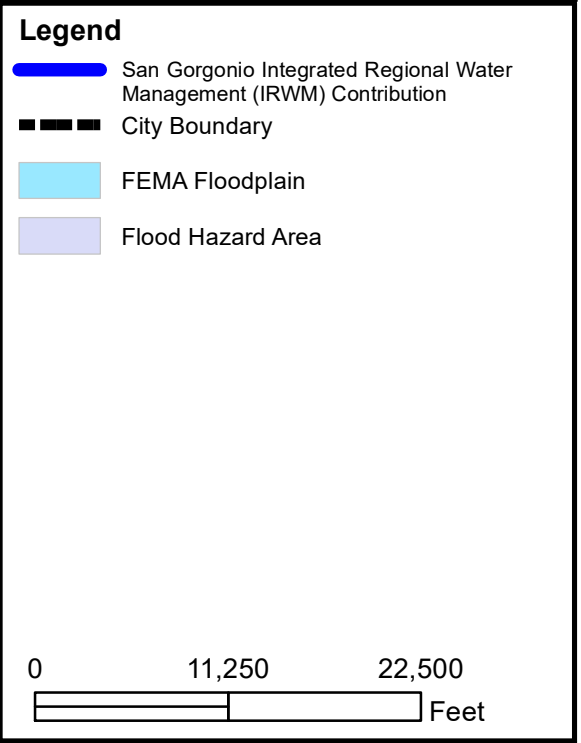 Legend
San Gorgonio Integrated Regional Water
Management (IRWM) Contribution
City Boundary
FEMA Floodplain
Flood Hazard Area
0 11,250 22,500
Feet